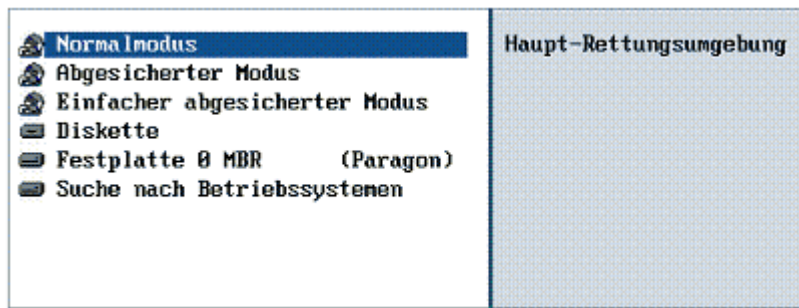 Normalmodus
Abgesicherter Modus
Einfacher abgesicherter Modus
Diskette
Festplatte 0 MBR (Paragon)
Suche nach Betriebssystemen
Haupt-Rettungsumgebung